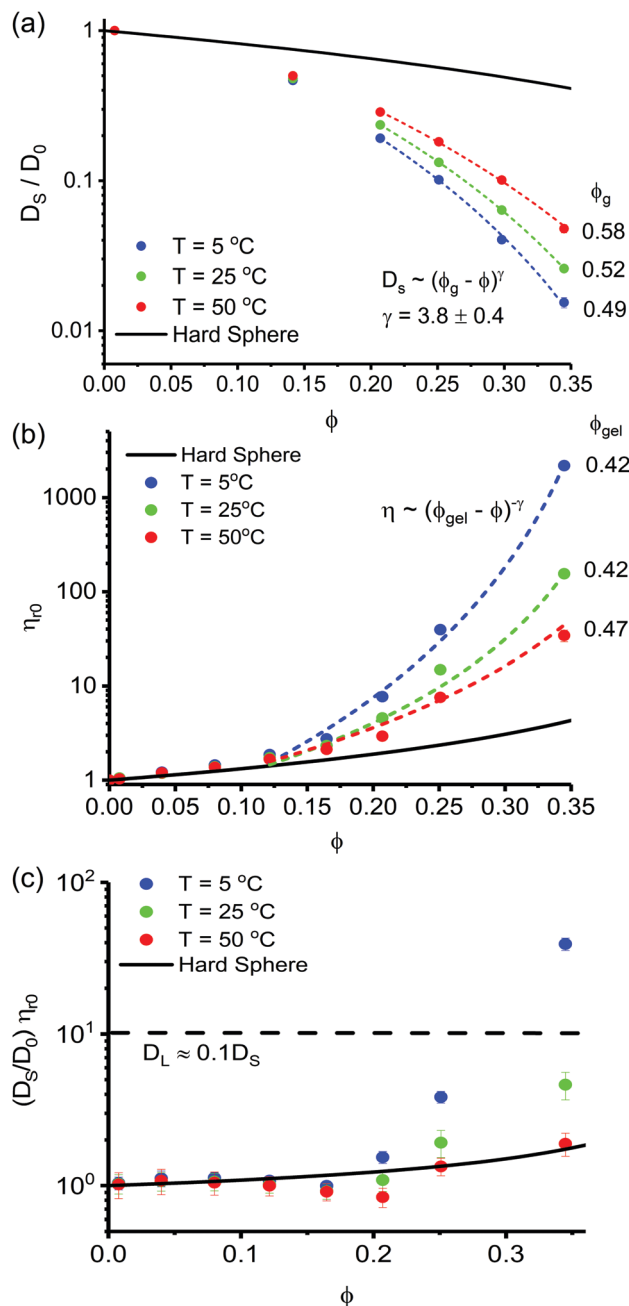 (a)
1
0.1
0.01
D_S / D_0
T = 5 °C
T = 25 °C
T = 50 °C
Hard Sphere
D_s ~ (ϕ_g - ϕ)^γ
γ = 3.8 ± 0.4
ϕ_g
0.58
0.52
0.49
0.00 0.05 0.10 0.15 0.20 0.25 0.30 0.35
ϕ
(b)
1000
100
10
1
η_r0
Hard Sphere
T = 5°C
T = 25°C
T = 50°C
η ~ (ϕ_gel - ϕ)^-γ
ϕ_gel
0.42
0.42
0.47
0.00 0.05 0.10 0.15 0.20 0.25 0.30 0.35
ϕ
(c)
10^2
10^1
10^0
(D_S/D_0) η_r0
T = 5 °C
T = 25 °C
T = 50 °C
Hard Sphere
D_L ≈ 0.1D_S
0.0 0.1 0.2 0.3
ϕ